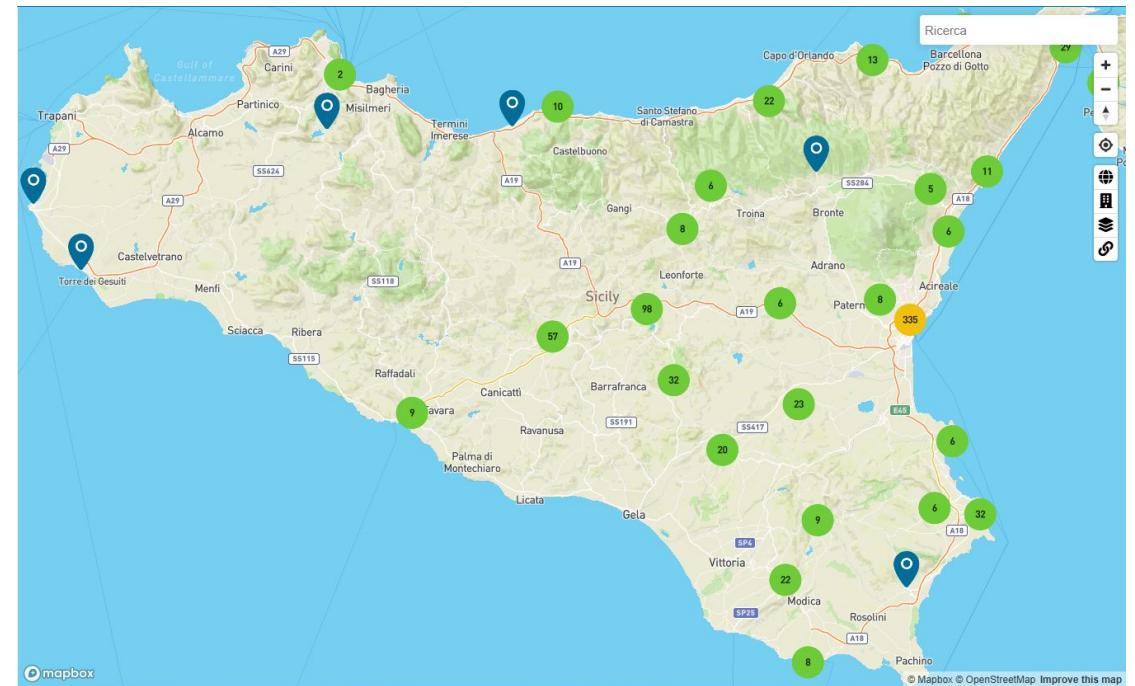 Ricerca
A29
Gulf of
Castellammare
Carini
2
Capo d'Orlando
13
Barcellona
Pozzo di Gotto
29
Bagheria
Partinico
Misilmeri
10
22
Santo Stefano
di Camastra
Trapani
Termini
Imerese
Alcamo
A29
Castelbuono
SS624
A19
6
SS284
5
11
A29
A18
Gangi
Troina
Bronte
8
6
Castelvetrano
A19
Adrano
Torre dei Gesuiti
Menfi
SS118
Leonforte
Acireale
Sicily
98
6
A19
Patern
8
335
Sciacca
Ribera
57
SS115
Raffadali
Canicattì
Barrafranca
32
9
avara
23
E45
SS191
SS417
Ravanusa
20
6
Palma di
Montechiaro
Licata
Gela
9
6
32
A18
SP4
Vittoria
22
Modica
SP25
Rosolini
A18
8
Pachino
mapbox
© Mapbox © OpenStreetMap Improve this map